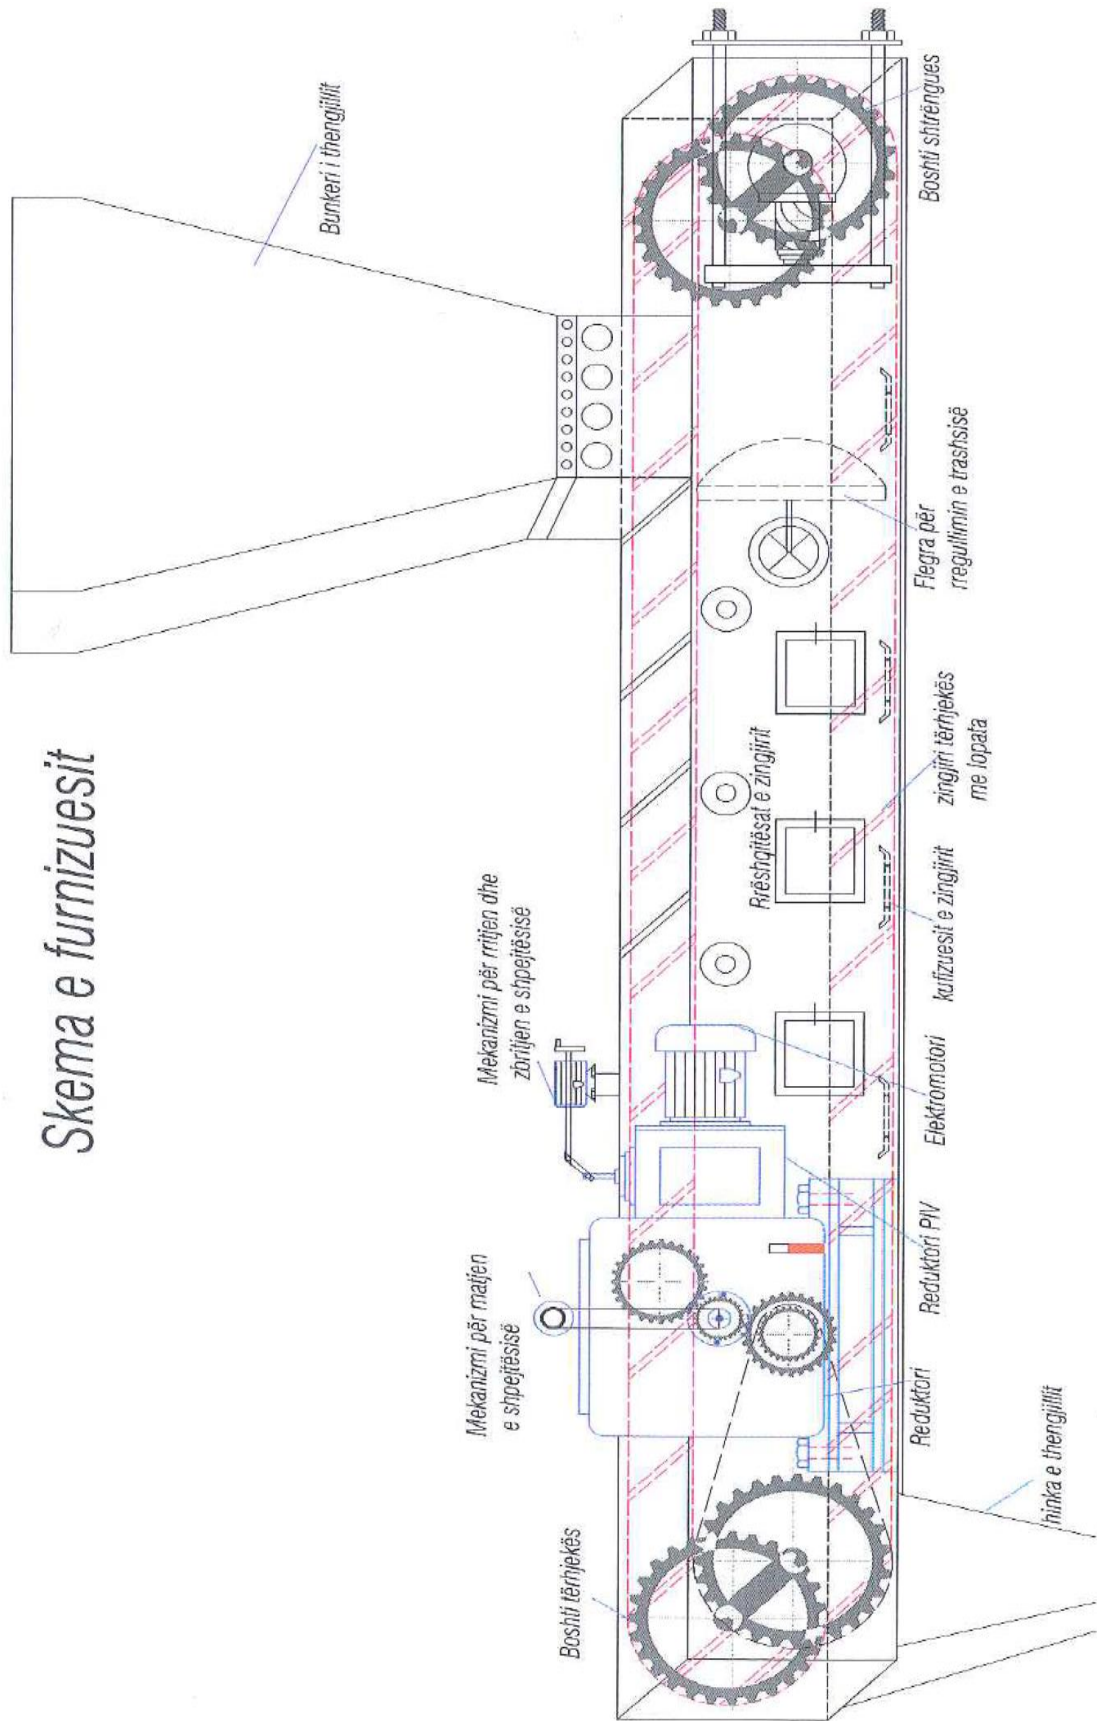 Skema e furnizuesit
Bunkeri i thengjillit
Mekanizmi për rritjen dhe
zbritjen e shpejtësisë
Mekanizmi për matjen
e shpejtësisë
Boshti tërhjekës
Rrëshqitësat e zingjirit
Boshti shtrëngues
Flegra për
rregullimin e trashsisë
zingjiri tërhjekës
me lopata
kufizuesit e zingjirit
Elektromotori
Reduktori PIV
Reduktori
hinka e thengjillit